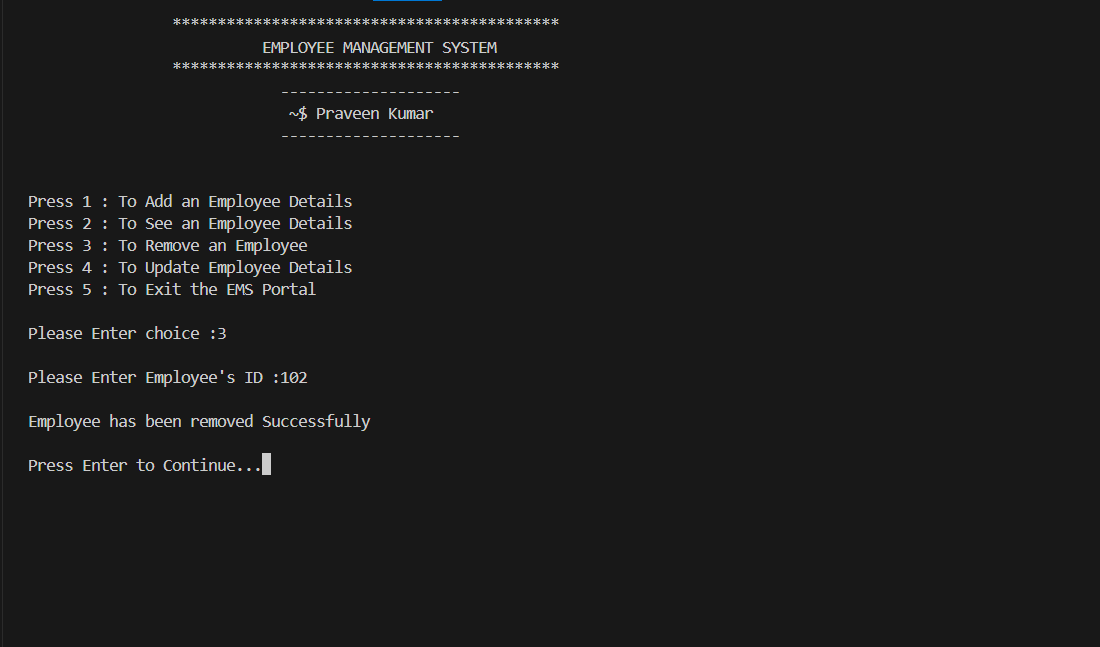 *******************************************
EMPLOYEE MANAGEMENT SYSTEM
*******************************************
--------------------
~$ Praveen Kumar
--------------------
Press 1 : To Add an Employee Details
Press 2 : To See an Employee Details
Press 3 : To Remove an Employee
Press 4 : To Update Employee Details
Press 5 : To Exit the EMS Portal
Please Enter choice :3
Please Enter Employee's ID :102
Employee has been removed Successfully
Press Enter to Continue...